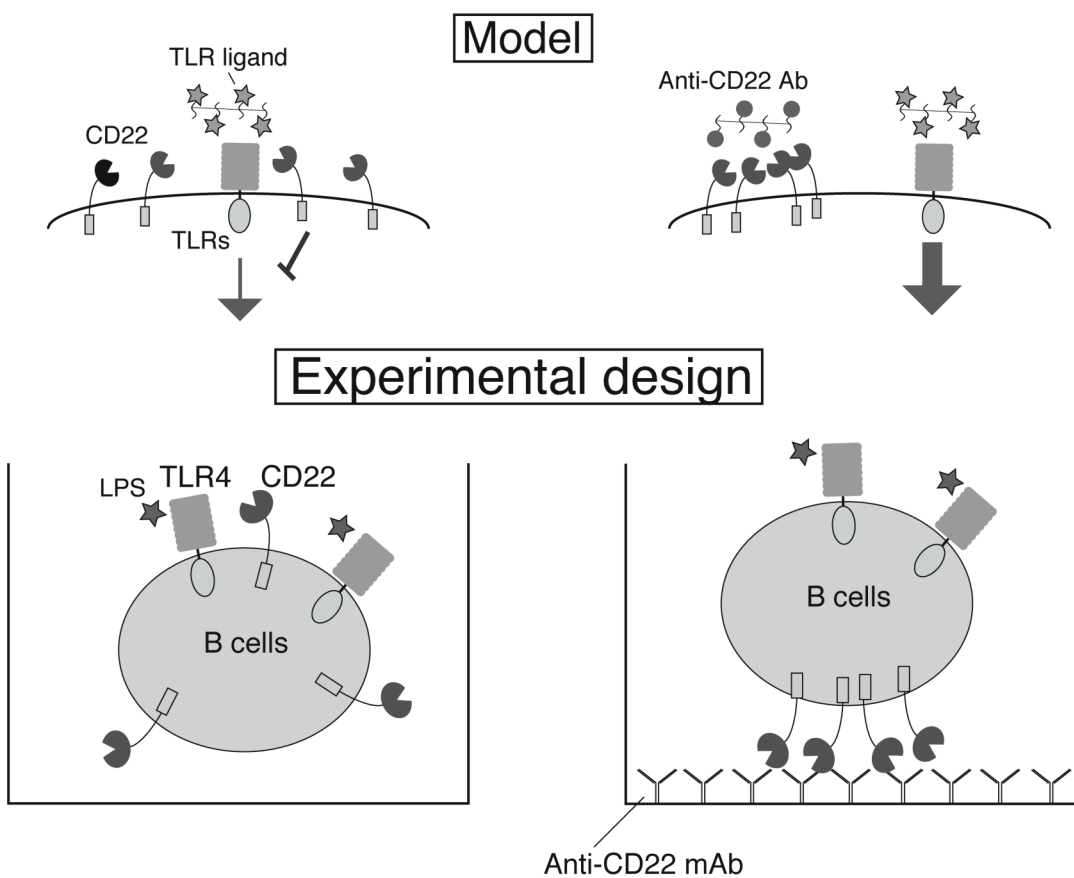 Model
TLR ligand
CD22
TLRs
Anti-CD22 Ab
Experimental design
LPS
TLR4
CD22
B cells
B cells
Anti-CD22 mAb